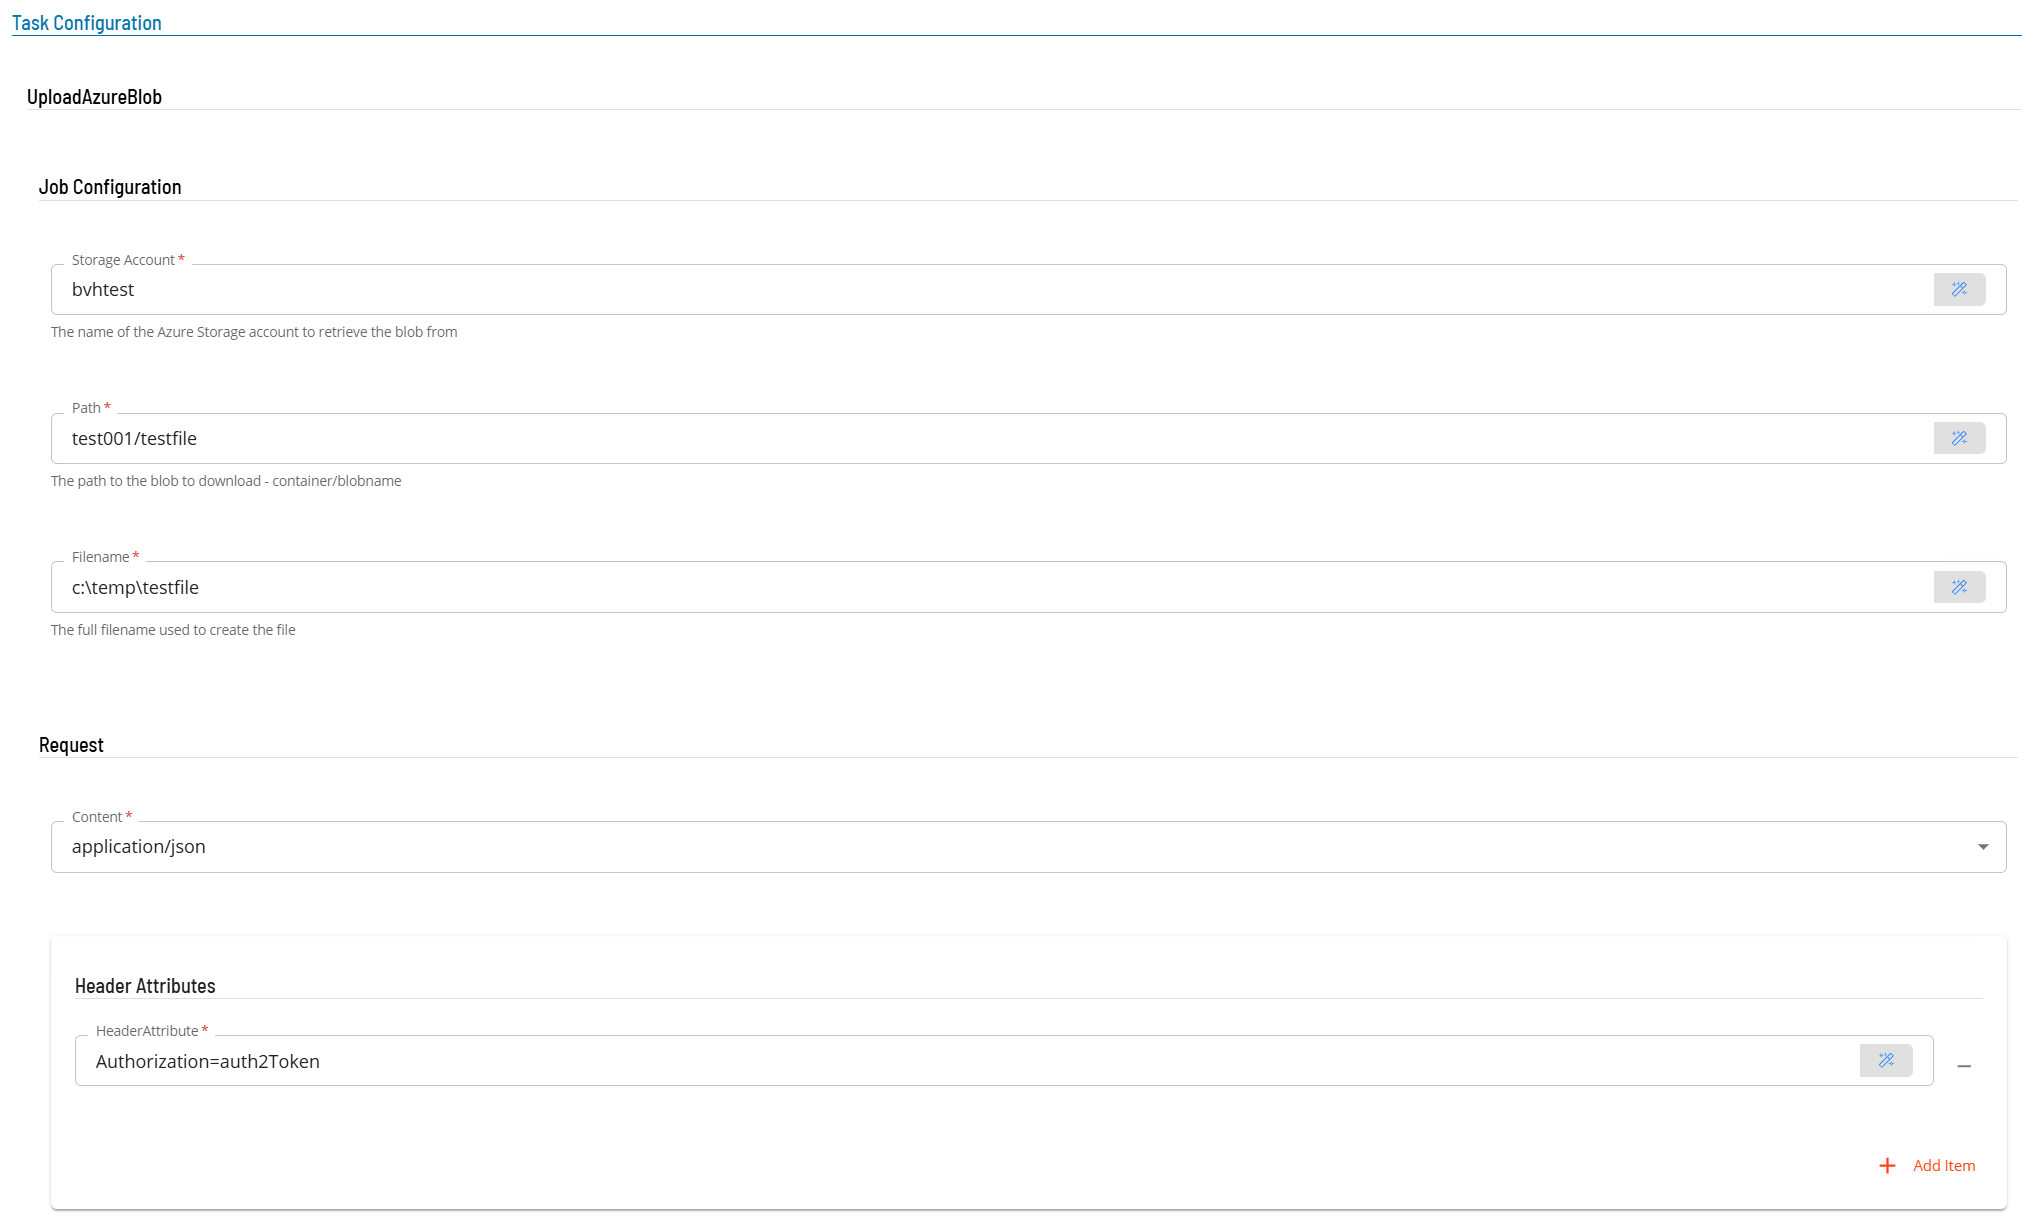 Task Configuration
UploadAzureBlob
Job Configuration
Storage Account *
bvhtest
The name of the Azure Storage account to retrieve the blob from
Path *
test001/testfile
The path to the blob to download - container/blobname
Filename *
c:\temp\testfile
The full filename used to create the file
Request
Content *
application/json
Header Attributes
HeaderAttribute *
Authorization=auth2Token
Add Item